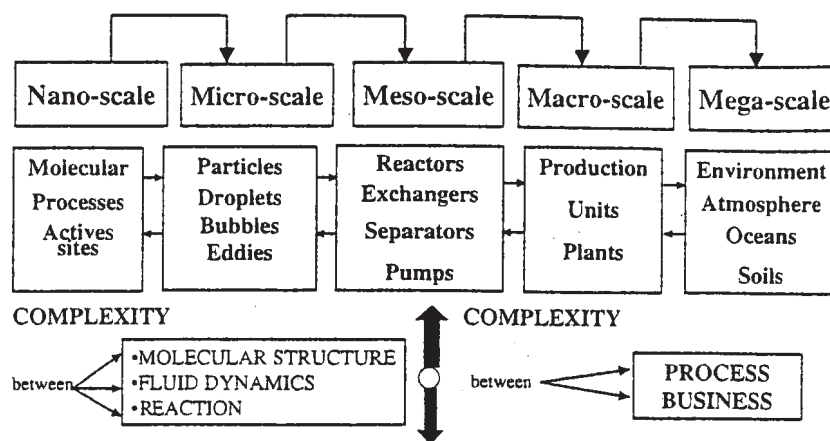 Nano-scale
Micro-scale
Meso-scale
Macro-scale
Mega-scale
Molecular
Processes
Actives
sites
Particles
Droplets
Bubbles
Eddies
Reactors
Exchangers
Separators
Pumps
Production
Units
Plants
Environment
Atmosphere
Oceans
Soils
COMPLEXITY
between
•MOLECULAR STRUCTURE
•FLUID DYNAMICS
•REACTION
COMPLEXITY
between
PROCESS
BUSINESS